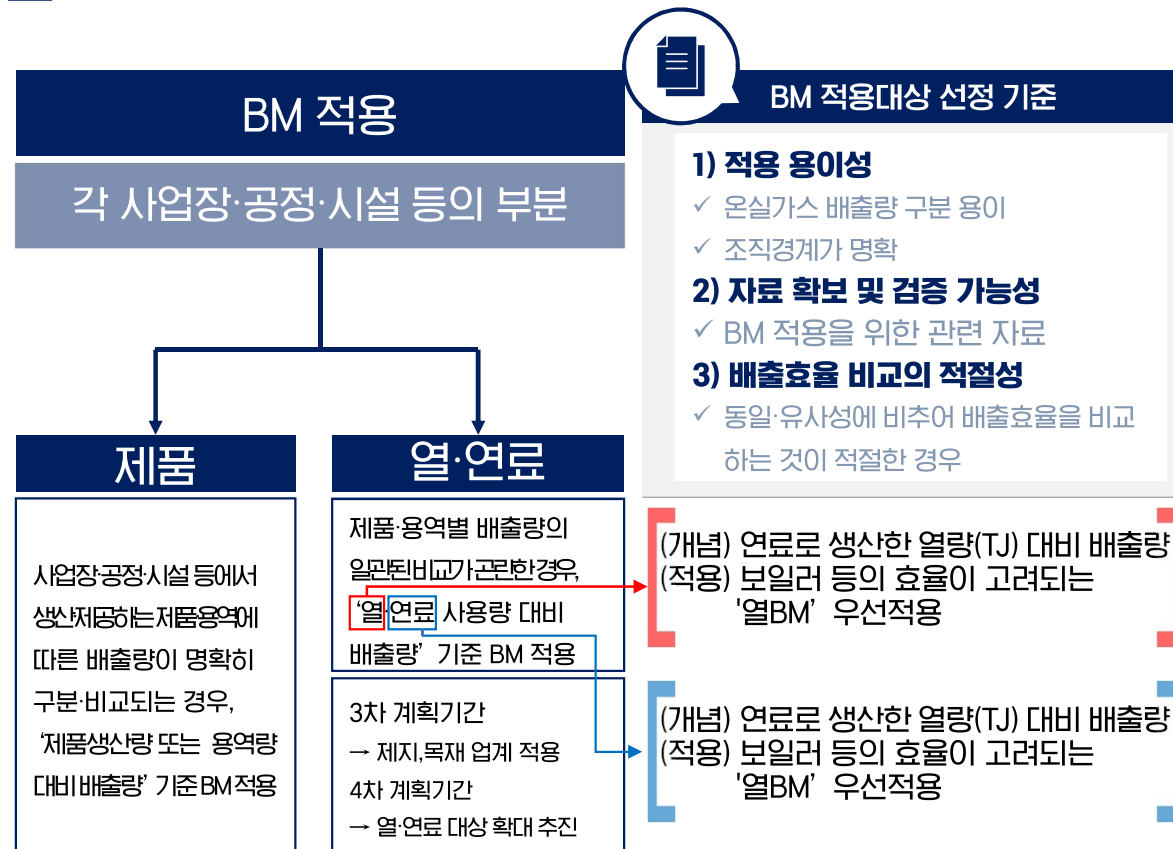 BM 적용
각 사업장·공정·시설 등의 부분
제품
사업장·공정·시설 등에서
생산·제공하는 제품·용역에
따른 배출량이 명확히
구분·비교되는 경우,
‘제품생산량 또는 용역량
대비 배출량’ 기준 BM 적용
열·연료
제품·용역별 배출량의
일관된 비교가 곤란한 경우,
‘열·연료 사용량 대비
배출량’ 기준 BM 적용
3차 계획기간
→ 제지,목재 업계 적용
4차 계획기간
→ 열·연료 대상 확대 추진
BM 적용대상 선정 기준
1) 적용 용이성
✓ 온실가스 배출량 구분 용이
✓ 조직경계가 명확
2) 자료 확보 및 검증 가능성
✓ BM 적용을 위한 관련 자료
3) 배출효율 비교의 적절성
✓ 동일·유사성에 비추어 배출효율을 비교
하는 것이 적절한 경우
(개념) 연료로 생산한 열량(TJ) 대비 배출량
(적용) 보일러 등의 효율이 고려되는
'열BM’ 우선적용
(개념) 연료로 생산한 열량(TJ) 대비 배출량
(적용) 보일러 등의 효율이 고려되는
'열BM’ 우선적용